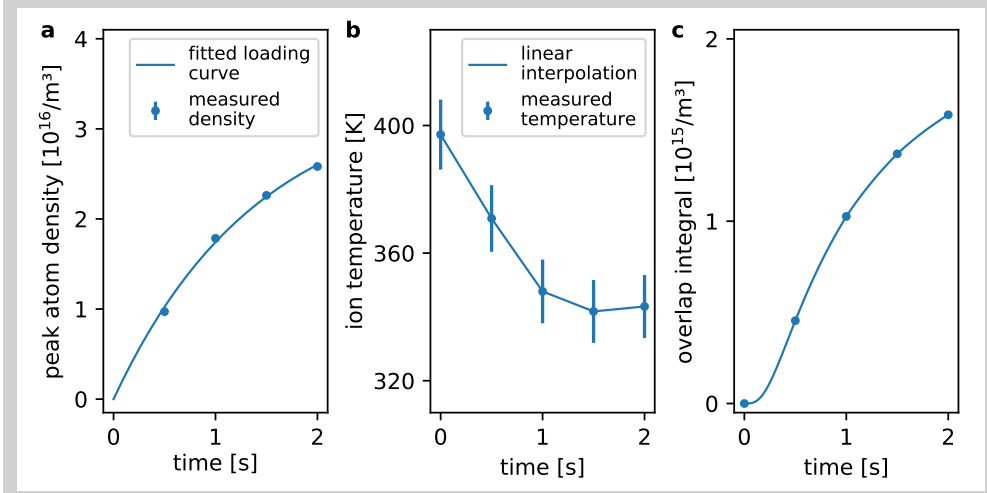 a
4
3
2
1
0
peak atom density [10¹⁶/m³]
fitted loading
curve
measured
density
0 1 2
time [s]
b
400
360
320
ion temperature [K]
linear
interpolation
measured
temperature
0 1 2
time [s]
c
2
1
0
overlap integral [10¹⁵/m³]
0 1 2
time [s]